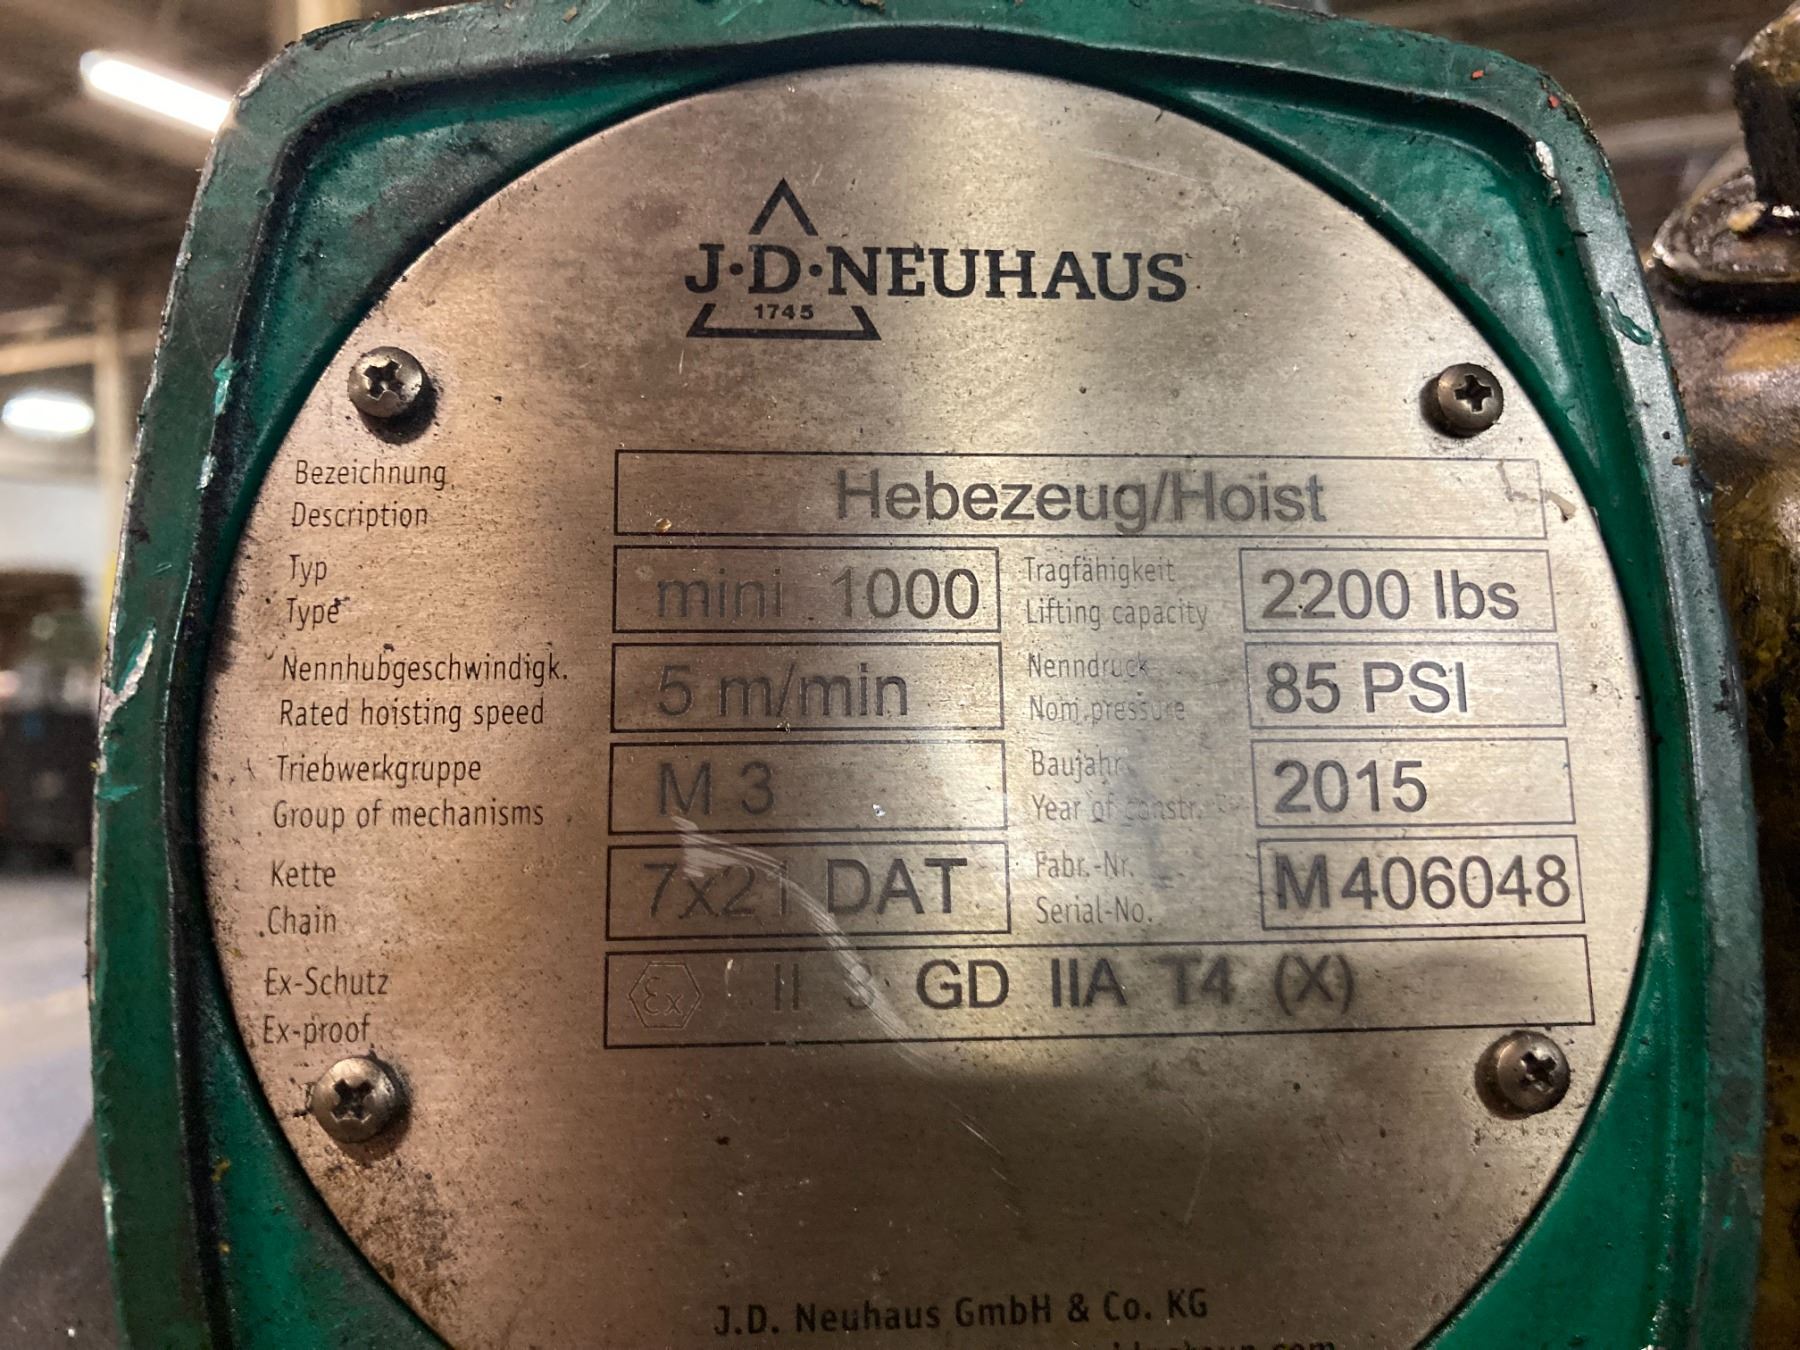 J·D·NEUHAUS
1745
Bezeichnung
Description
Hebezeug/Hoist
Typ
Type
mini 1000
Tragfähigkeit
Lifting capacity
2200 lbs
Nennhubgeschwindigk.
Rated hoisting speed
5 m/min
Nenndruck
Nom.pressure
85 PSI
Triebwerkgruppe
Group of mechanisms
M 3
Baujahr
Year of constr.
2015
Kette
Chain
7x21 DAT
Fabr.-Nr.
Serial-No.
M406048
Ex-Schutz
Ex-proof
Ex II 3 GD IIA T4 (X)
J.D. Neuhaus GmbH & Co. KG